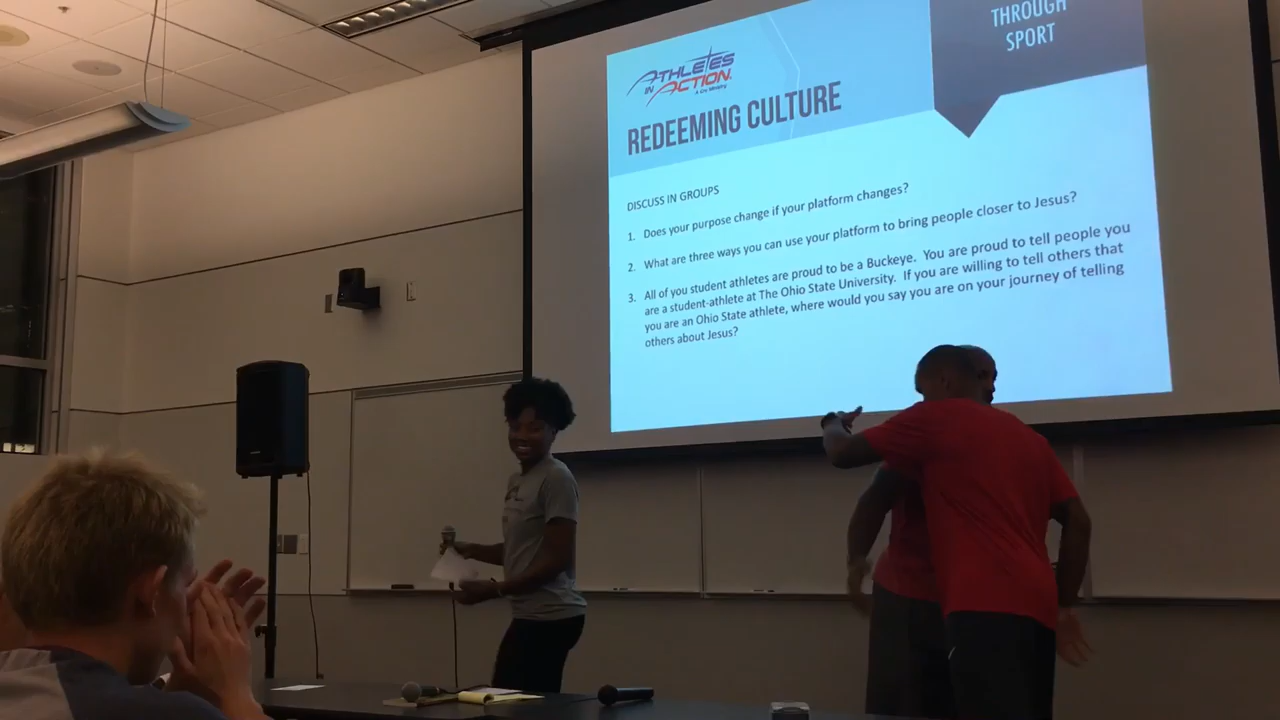 THROUGH
SPORT
ATHLETES
IN ACTION
A Cru Ministry
REDEEMING CULTURE
DISCUSS IN GROUPS
1. Does your purpose change if your platform changes?
2. What are three ways you can use your platform to bring people closer to Jesus?
3. All of you student athletes are proud to be a Buckeye. You are proud to tell people you
are a student-athlete at The Ohio State University. If you are willing to tell others that
you are an Ohio State athlete, where would you say you are on your journey of telling
others about Jesus?